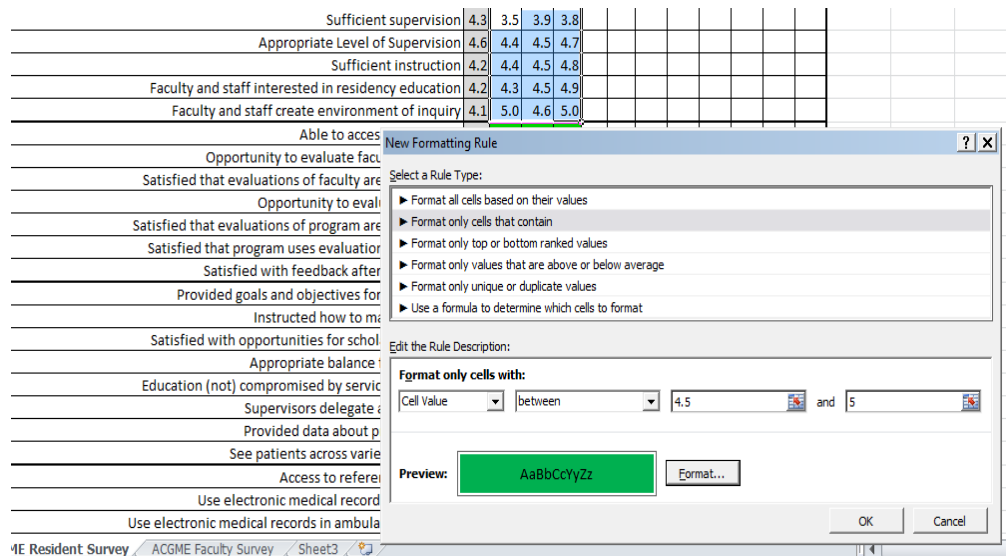 Sufficient supervision 4.3 3.5 3.9 3.8
Appropriate Level of Supervision 4.6 4.4 4.5 4.7
Sufficient instruction 4.2 4.4 4.5 4.8
Faculty and staff interested in residency education 4.2 4.3 4.5 4.9
Faculty and staff create environment of inquiry 4.1 5.0 4.6 5.0
Able to acces
Opportunity to evaluate facu
Satisfied that evaluations of faculty are
Opportunity to evalu
Satisfied that evaluations of program are
Satisfied that program uses evaluation
Satisfied with feedback after
Provided goals and objectives for
Instructed how to ma
Satisfied with opportunities for schol
Appropriate balance f
Education (not) compromised by servic
Supervisors delegate a
Provided data about p
See patients across varie
Access to referen
Use electronic medical record
Use electronic medical records in ambula
New Formatting Rule
Select a Rule Type:
► Format all cells based on their values
► Format only cells that contain
► Format only top or bottom ranked values
► Format only values that are above or below average
► Format only unique or duplicate values
► Use a formula to determine which cells to format
Edit the Rule Description:
Format only cells with:
Cell Value between 4.5 and 5
Preview: AaBbCcYyZz Format...
OK Cancel
ME Resident Survey ACGME Faculty Survey Sheet3